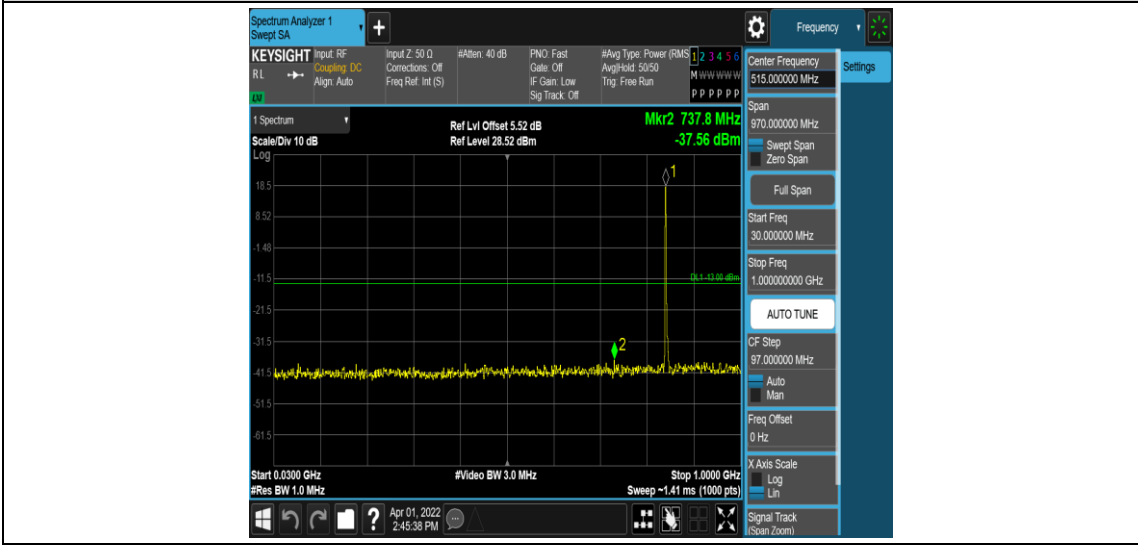 Spectrum Analyzer 1
Swept SA
+
Frequency
KEYSIGHT
RL
LXI
Input: RF
Coupling: DC
Align: Auto
Input Z: 50 Ω
Corrections: Off
Freq Ref: Int (S)
#Atten: 40 dB
PNO: Fast
Gate: Off
IF Gain: Low
Sig Track: Off
#Avg Type: Power (RMS
Avg|Hold: 50/50
Trig: Free Run
1 2 3 4 5 6
M W W W W W
P P P P P P
1 Spectrum
Scale/Div 10 dB
Log
Ref Lvl Offset 5.52 dB
Ref Level 28.52 dBm
Mkr2 737.8 MHz
-37.56 dBm
1
18.5
8.52
-1.48
-11.5
DL1 -13.00 dBm
-21.5
-31.5
2
-41.5
-51.5
-61.5
Start 0.0300 GHz
#Res BW 1.0 MHz
#Video BW 3.0 MHz
Stop 1.0000 GHz
Sweep ~1.41 ms (1000 pts)
?
Apr 01, 2022
2:45:38 PM
Center Frequency
515.000000 MHz
Span
970.000000 MHz
Swept Span
Zero Span
Full Span
Start Freq
30.000000 MHz
Stop Freq
1.000000000 GHz
AUTO TUNE
CF Step
97.000000 MHz
Auto
Man
Freq Offset
0 Hz
X Axis Scale
Log
Lin
Signal Track
(Span Zoom)
Settings